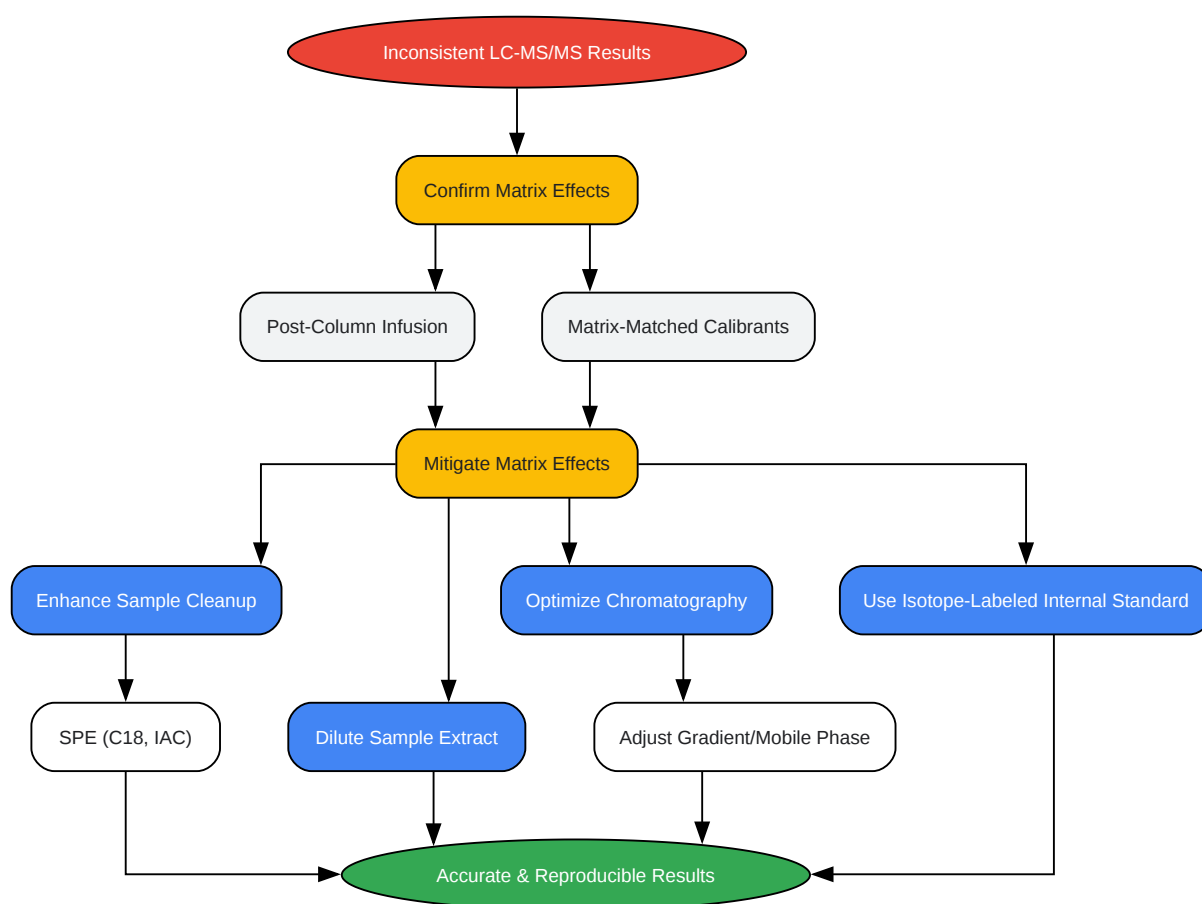 Inconsistent LC-MS/MS Results
Confirm Matrix Effects
Post-Column Infusion
Matrix-Matched Calibrants
Mitigate Matrix Effects
Enhance Sample Cleanup
Optimize Chromatography
Use Isotope-Labeled Internal Standard
SPE (C18, IAC)
Dilute Sample Extract
Adjust Gradient/Mobile Phase
Accurate & Reproducible Results